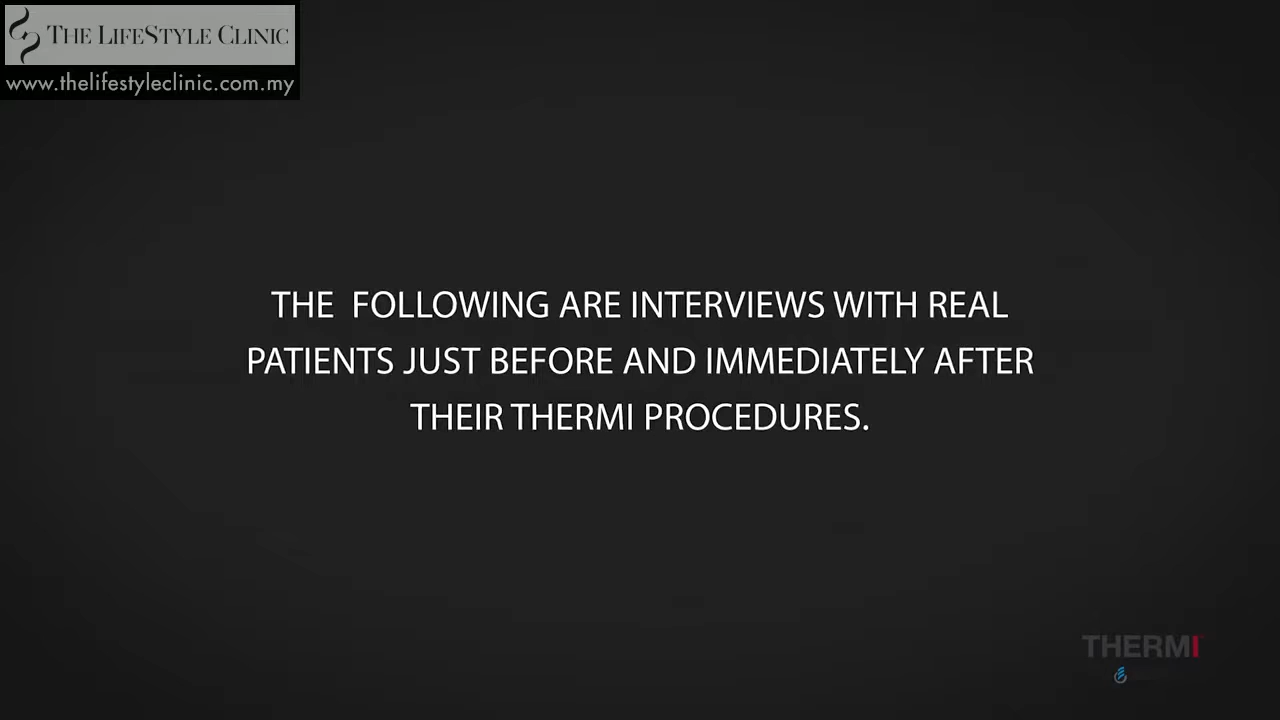 THE LIFESTYLE CLINIC
www.thelifestyleclinic.com.my
THE FOLLOWING ARE INTERVIEWS WITH REAL
PATIENTS JUST BEFORE AND IMMEDIATELY AFTER
THEIR THERMI PROCEDURES.
THERMI